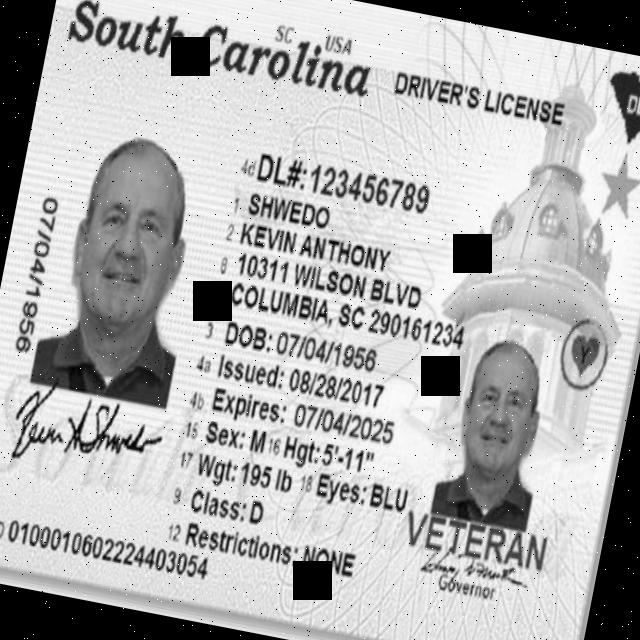 South Carolina
SC USA
DRIVER'S LICENSE
4d DL#:123456789
1 SHWEDO
2 KEVIN ANTHONY
8 10311 WILSON BLVD
COLUMBIA, SC 290161234
3 DOB: 07/04/1956
4a Issued: 08/28/2017
4b Expires: 07/04/2025
15 Sex: M 16 Hgt: 5'-11"
17 Wgt: 195 lb 18 Eyes: BLU
9 Class: D
12 Restrictions: NONE
07/04/1956
0100010602224403054
VETERAN
Governor